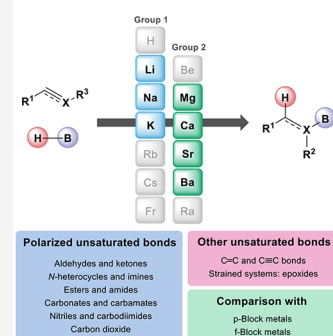 Group 1
Group 2
H
Li
Be
Na
Mg
K
Ca
Rb
Sr
Cs
Ba
Fr
Ra
R¹
X
R³
H
B
H
R¹
X
B
R²
Polarized unsaturated bonds
Aldehydes and ketones
N-heterocycles and imines
Esters and amides
Carbonates and carbamates
Nitriles and carbodiimides
Carbon dioxide
Other unsaturated bonds
C=C and C≡C bonds
Strained systems: epoxides
Comparison with
p-Block metals
f-Block metals